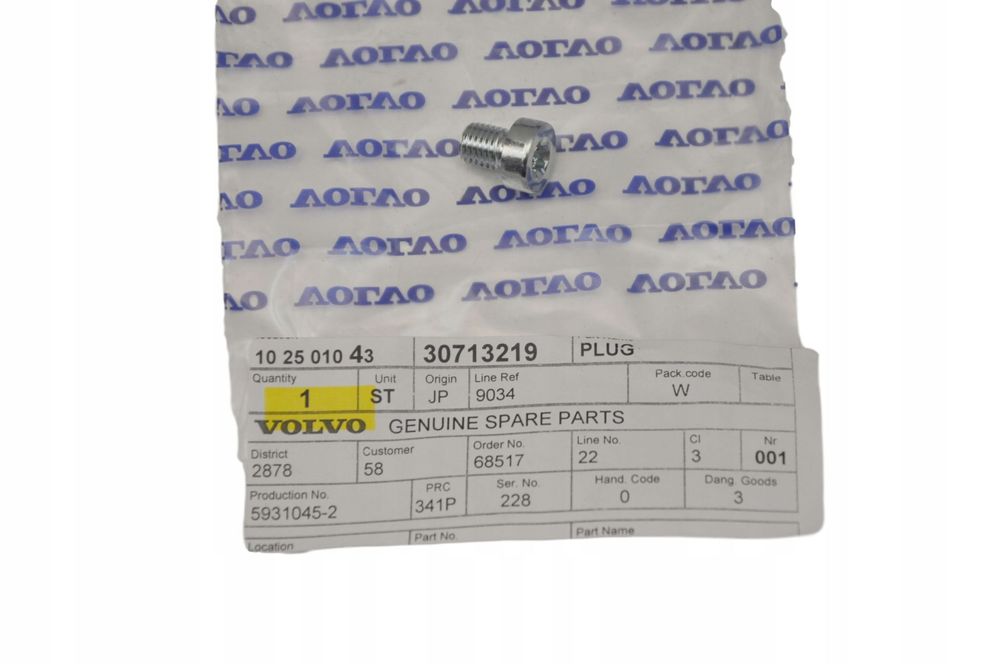 VOLVO VOLVO VOLVO
VOLVO VOLVO VOLVO
VOLVO VOLVO VOLVO
VOLVO VOLVO VOLVO
VOLVO VOLVO VOLVO
VOLVO VOLVO VOLVO
VOLVO VOLVO VOLVO
10 25 010 43 30713219 PLUG
Quantity Unit Origin Line Ref Pack.code Table
1 ST JP 9034 W
VOLVO GENUINE SPARE PARTS
District Customer Order No. Line No. CI Nr
2878 58 68517 22 3 001
Production No. PRC Ser. No. Hand. Code Dang. Goods
5931045-2 341P 228 0 3
Location Part No. Part Name